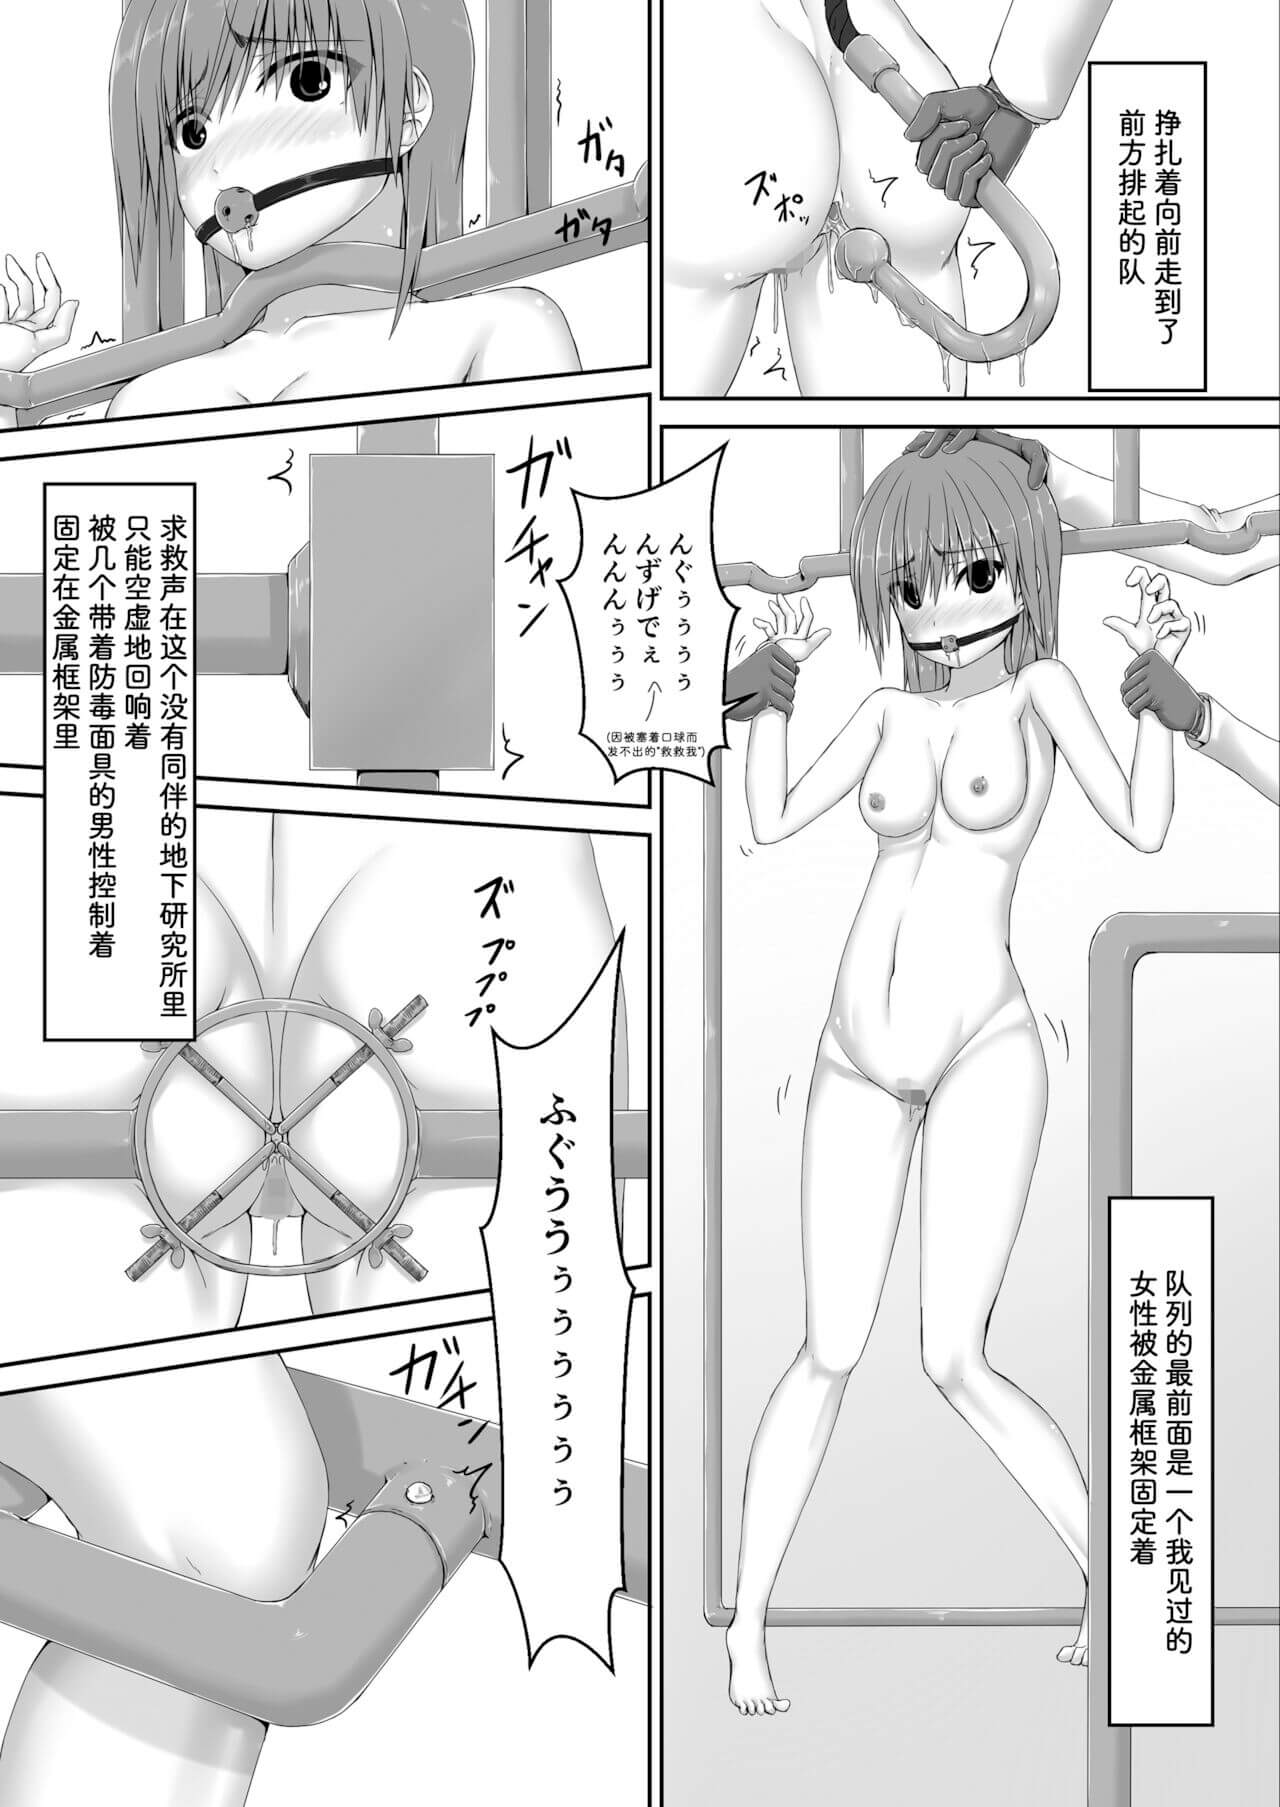 挣扎着向前走到了
前方排起的队
ズ
ポッ
んぐぅぅぅぅ
んずげでぇ
んんんぅぅぅ
(因被塞着口球而
发不出的"救救我")
队列的最前面是一个我见过的
女性被金属框架固定着
ガタ
ガタ
ガチャン
求救声在这个没有同伴的地下研究所里
只能空虚地回响着
被几个带着防毒面具的男性控制着
固定在金属框架里
ズプププ
ふぐううぅぅぅぅぅぅ
ガチン